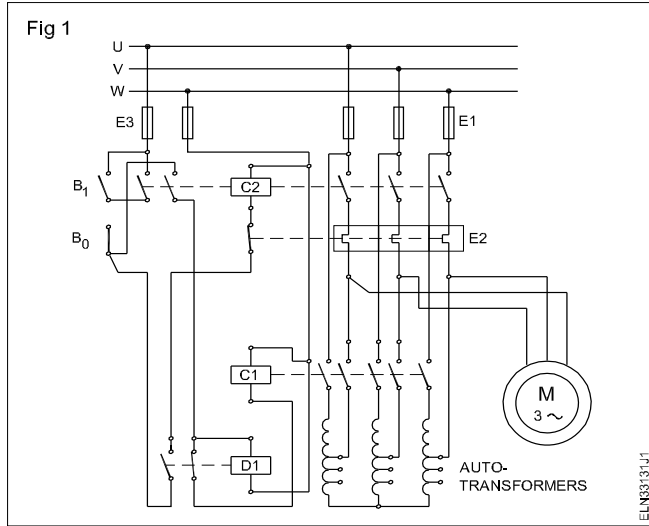 Fig 1
U
V
W
E3
E1
B1
C2
B0
E2
C1
M
3 ~
D1
AUTO-
TRANSFORMERS
ELN33131J1